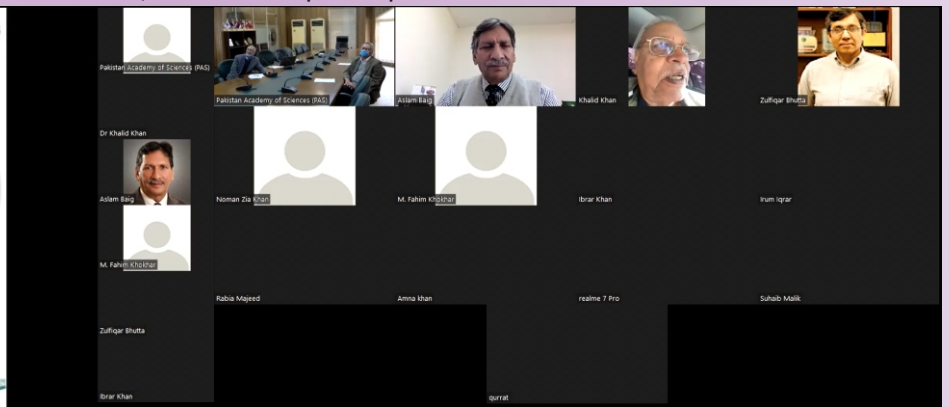 Pakistan Academy of Sciences (PAS)
Pakistan Academy of Sciences (PAS)
Aslam Baig
Khalid Khan
Zulfiqar Bhutta
Dr Khalid Khan
Aslam Baig
Noman Zia Khan
M. Fahim Khokhar
Ibrar Khan
Irum Iqrar
M. Fahim Khokhar
Rabia Majeed
Amna khan
realme 7 Pro
Suhaib Malik
Zulfiqar Bhutta
Ibrar Khan
qurrat